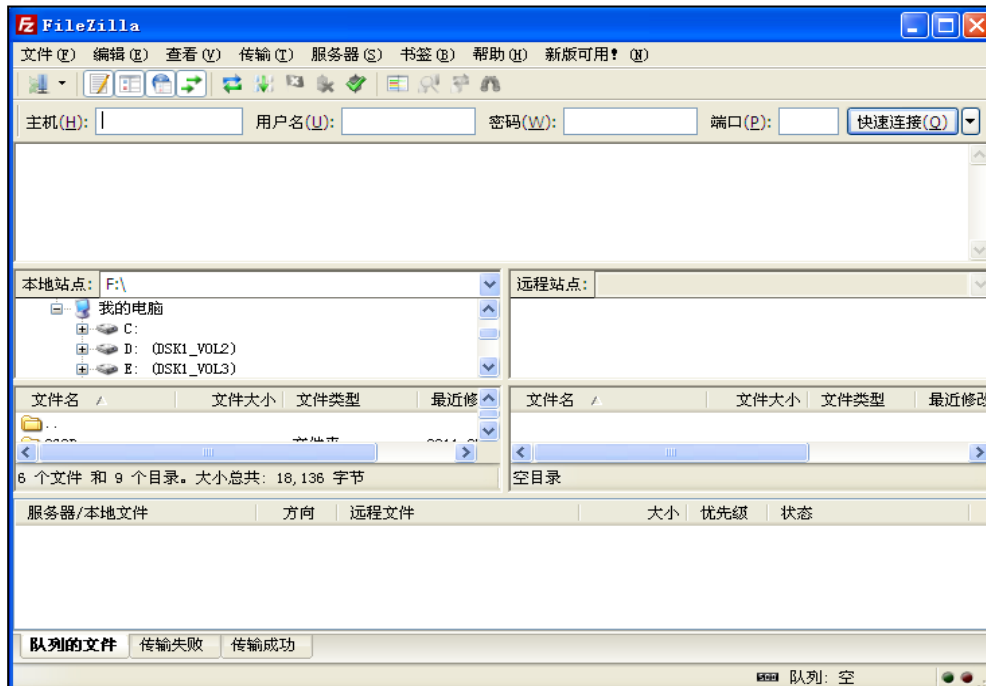 FileZilla
文件(F) 编辑(E) 查看(V) 传输(T) 服务器(S) 书签(B) 帮助(H) 新版可用! (N)
主机(H): 用户名(U): 密码(W): 端口(P): 快速连接(Q)
本地站点: F:\ 远程站点:
我的电脑
C:
D: (DSK1_VOL2)
E: (DSK1_VOL3)
文件名 文件大小 文件类型 最近修 文件名 文件大小 文件类型 最近修改
..
文件夹
6 个文件 和 9 个目录。大小总共: 18,136 字节 空目录
服务器/本地文件 方向 远程文件 大小 优先级 状态
队列的文件 传输失败 传输成功
队列: 空